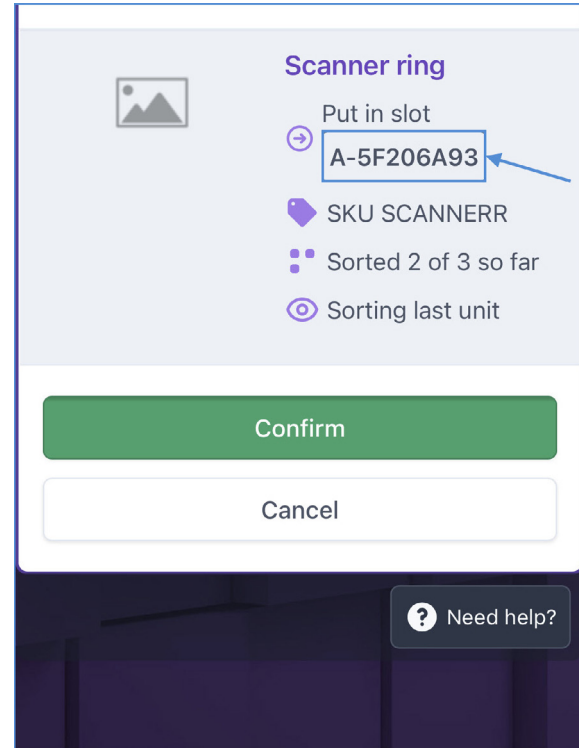 Scanner ring
Put in slot
A-5F206A93
SKU SCANNERR
Sorted 2 of 3 so far
Sorting last unit
Confirm
Cancel
? Need help?